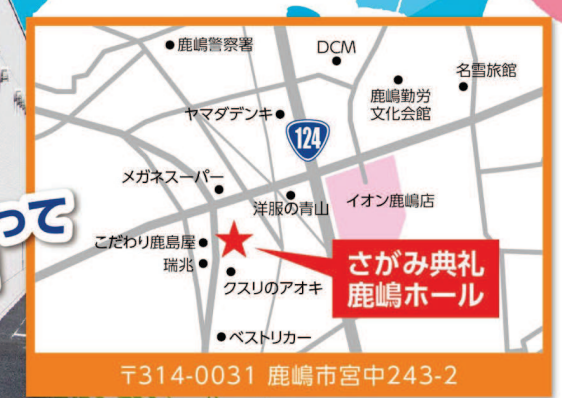 鹿嶋警察署
DCM
名雪旅館
鹿嶋勤労
文化会館
ヤマダデンキ
124
メガネスーパー
洋服の青山
イオン鹿嶋店
って
こだわり鹿島屋
瑞兆
クスリのアオキ
さがみ典礼
鹿嶋ホール
ベストリカー
〒314-0031 鹿嶋市宮中243-2